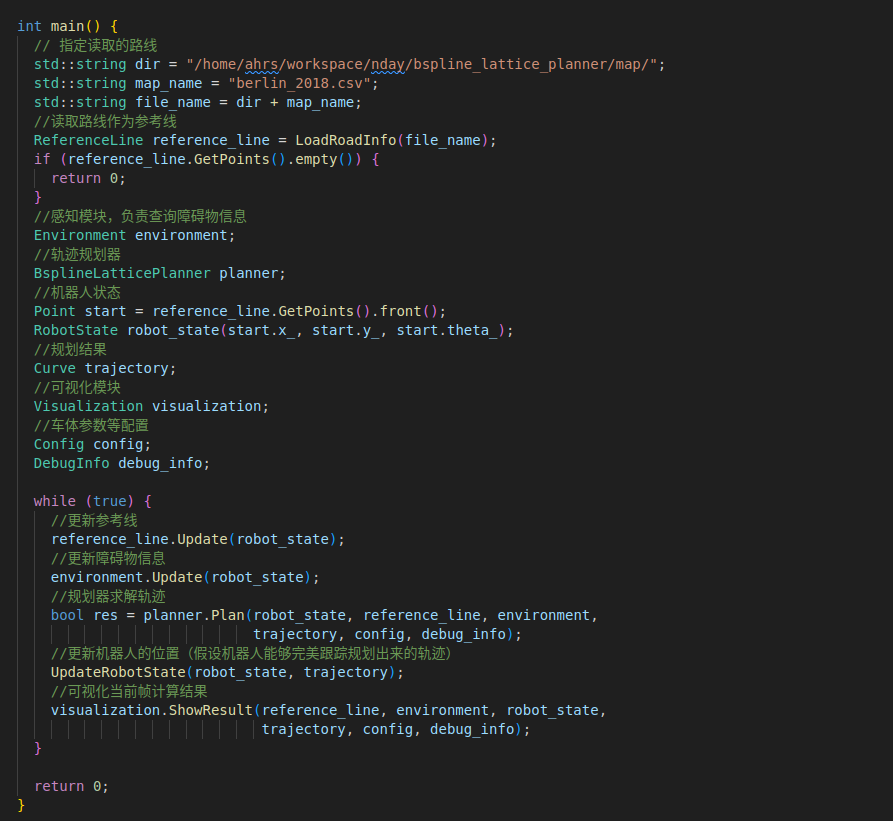 int main() {
// 指定读取的路线
std::string dir = "/home/ahrs/workspace/nday/bspline_lattice_planner/map/";
std::string map_name = "berlin_2018.csv";
std::string file_name = dir + map_name;
//读取路线作为参考线
ReferenceLine reference_line = LoadRoadInfo(file_name);
if (reference_line.GetPoints().empty()) {
return 0;
}
//感知模块，负责查询障碍物信息
Environment environment;
//轨迹规划器
BsplineLatticePlanner planner;
//机器人状态
Point start = reference_line.GetPoints().front();
RobotState robot_state(start.x_, start.y_, start.theta_);
//规划结果
Curve trajectory;
//可视化模块
Visualization visualization;
//车体参数等配置
Config config;
DebugInfo debug_info;
while (true) {
//更新参考线
reference_line.Update(robot_state);
//更新障碍物信息
environment.Update(robot_state);
//规划器求解轨迹
bool res = planner.Plan(robot_state, reference_line, environment,
trajectory, config, debug_info);
//更新机器人的位置（假设机器人能够完美跟踪规划出来的轨迹）
UpdateRobotState(robot_state, trajectory);
//可视化当前帧计算结果
visualization.ShowResult(reference_line, environment, robot_state,
trajectory, config, debug_info);
}
return 0;
}